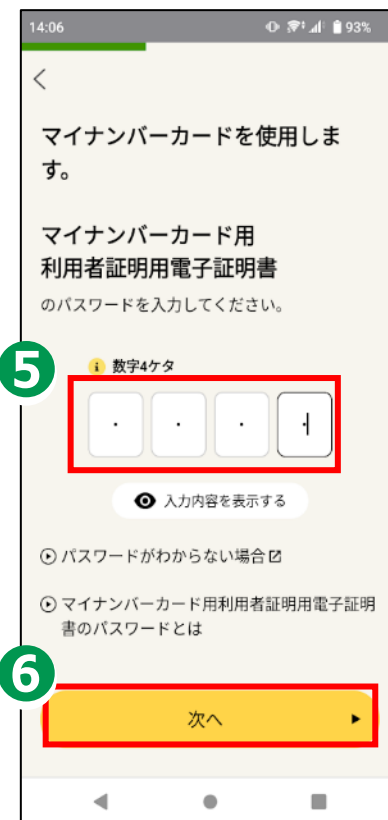 14:06 93%
マイナンバーカードを使用しま
す。
マイナンバーカード用
利用者証明用電子証明書
のパスワードを入力してください。
5
i 数字4ケタ
入力内容を表示する
パスワードがわからない場合
マイナンバーカード用利用者証明用電子証明
書のパスワードとは
6
次へ